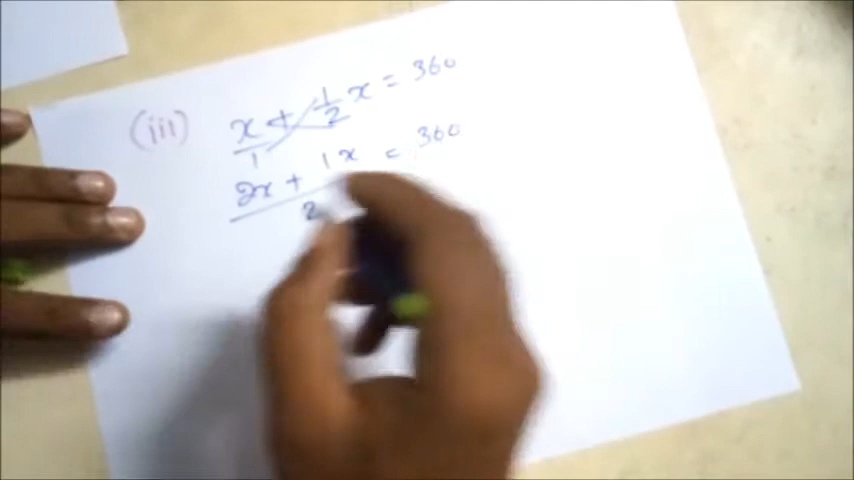 (iii) x/1 + 1/2 x = 360
2x + 1x / 2 = 360